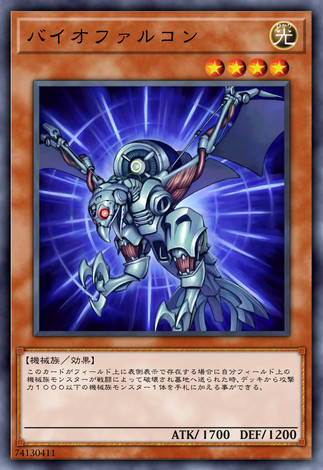 バイオファルコン
光
【機械族／効果】
このカードがフィールド上に表側表示で存在する場合に自分フィールド上の
機械族モンスターが戦闘によって破壊され墓地へ送られた時、デッキから攻撃
力１０００以下の機械族モンスター１体を手札に加える事ができる。
ATK/1700 DEF/1200
74130411